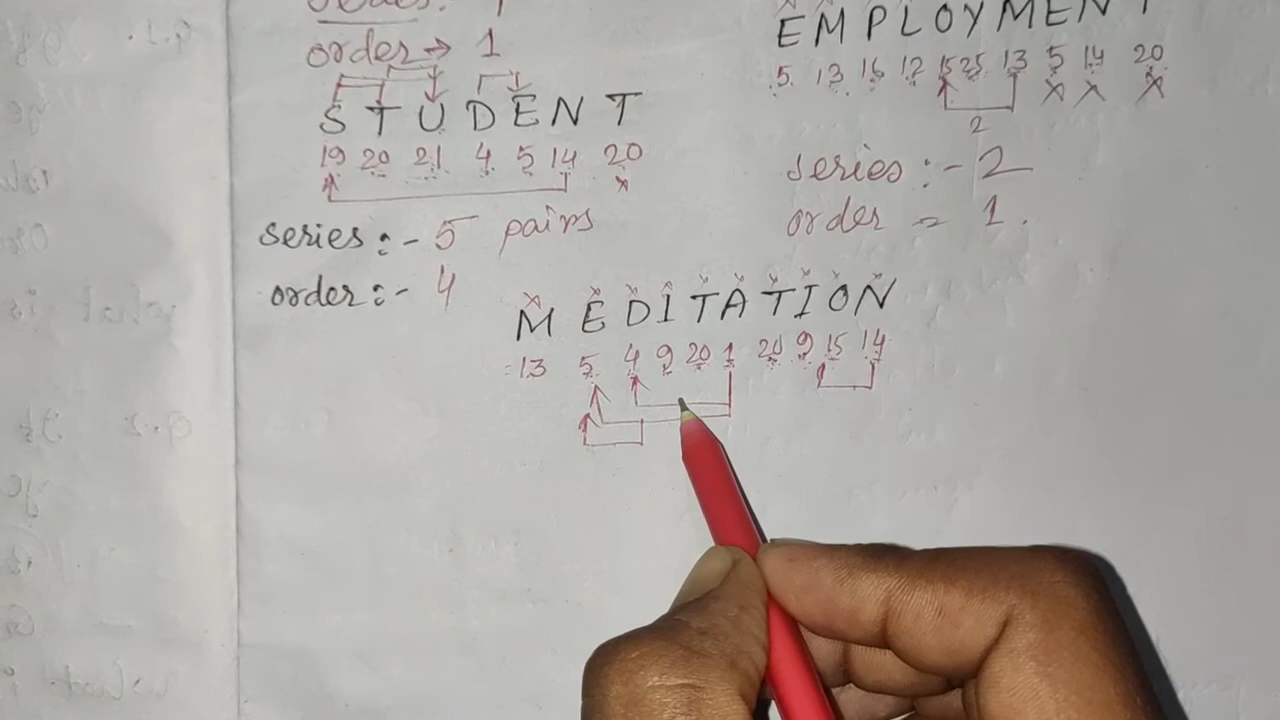 order → 1
STUDENT
19 20 21 4 5 14 20
series :- 5 pairs
order :- 4
EMPLOYMENT
5 13 16 12 15 25 13 5 14 20
2
series :- 2
order = 1.
MEDITATION
13 5 4 9 20 1 20 9 15 14